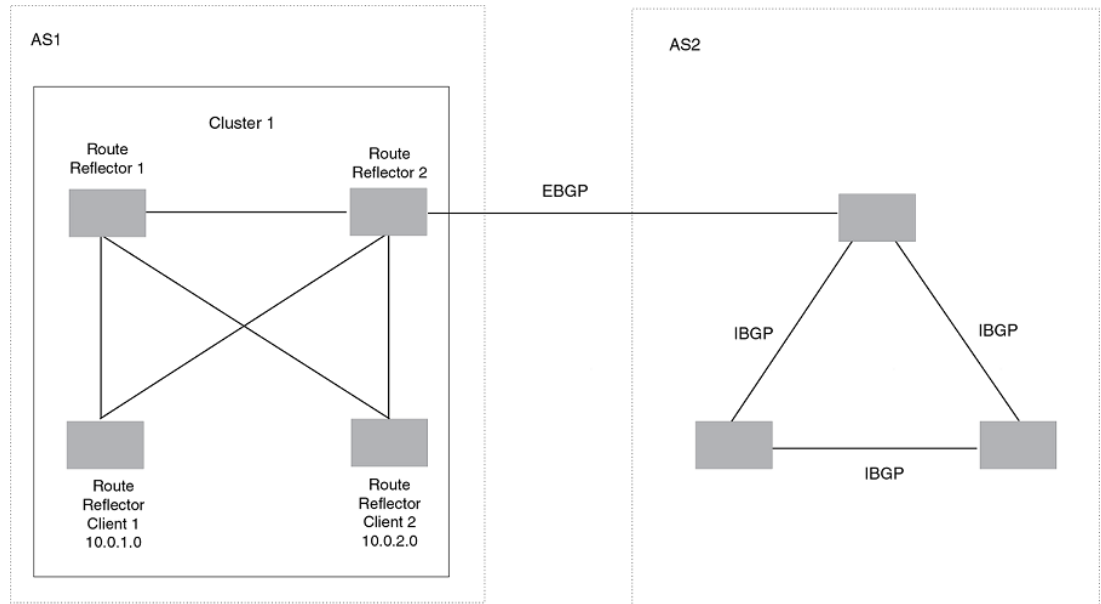 AS1
AS2
Cluster 1
Route
Reflector 1
Route
Reflector 2
EBGP
IBGP
IBGP
IBGP
Route
Reflector
Client 1
10.0.1.0
Route
Reflector
Client 2
10.0.2.0